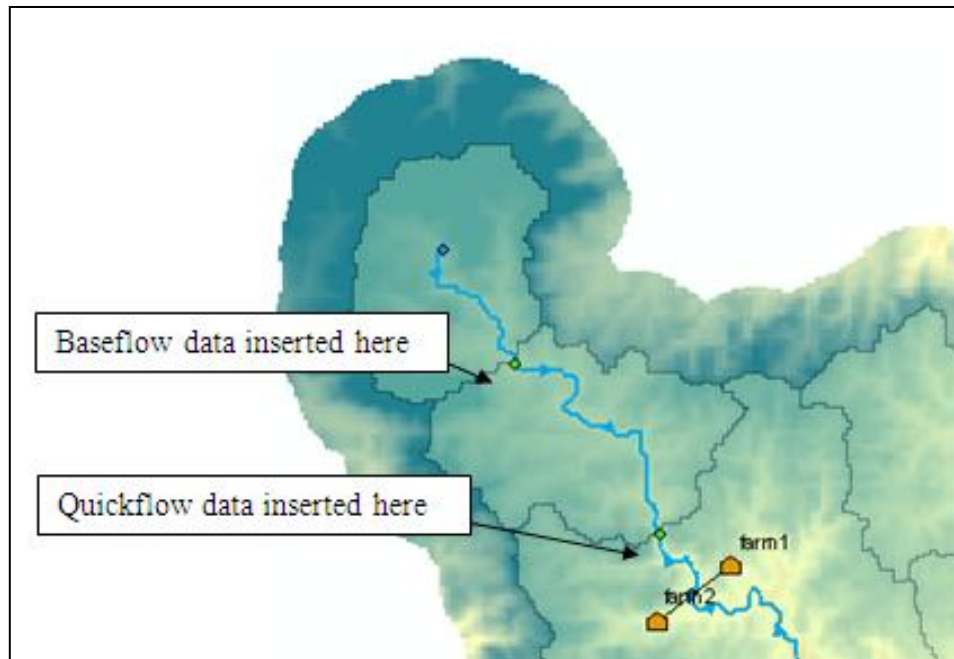 Baseflow data inserted here
Quickflow data inserted here
farm1
farm2